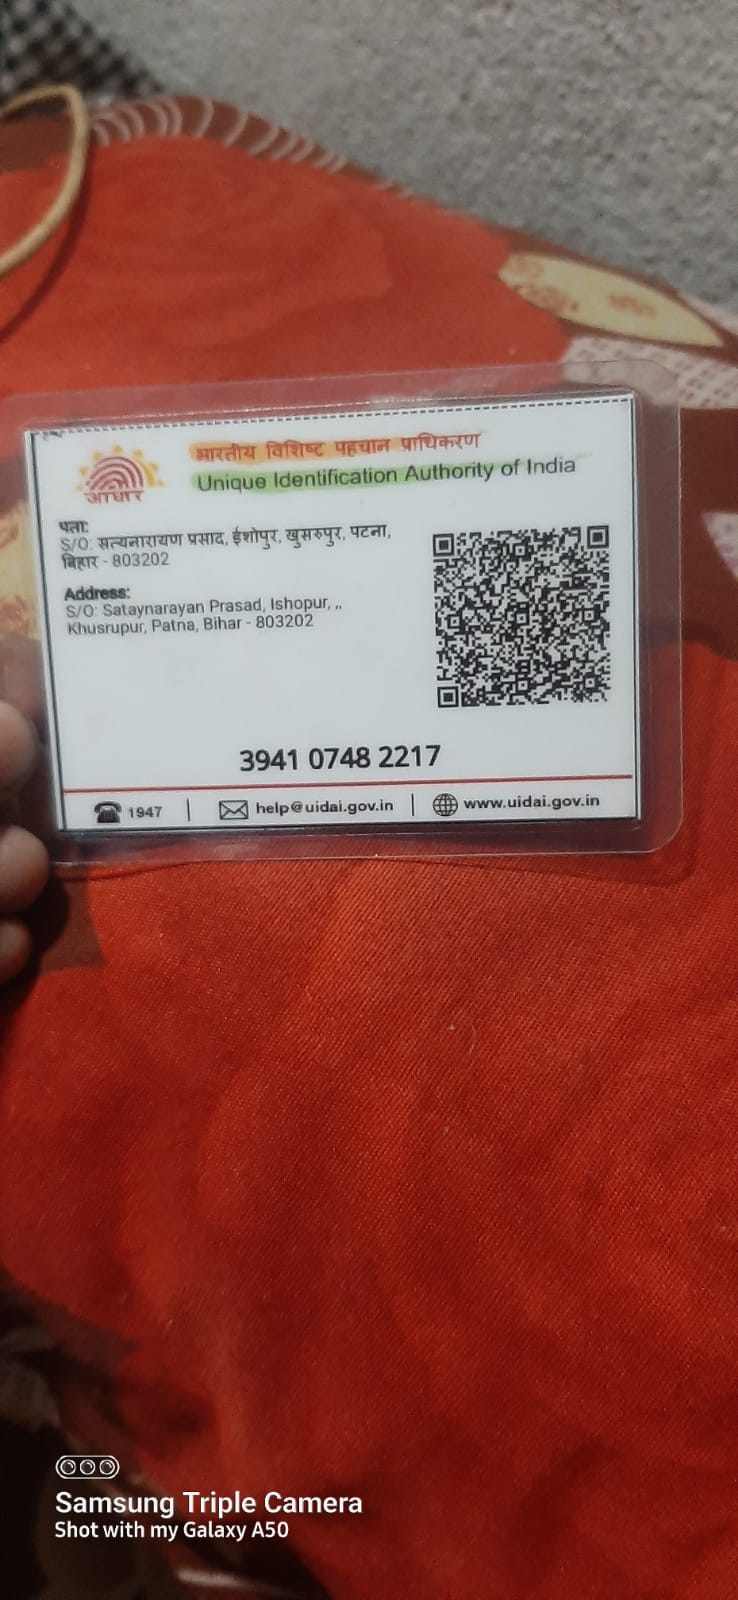 आधार
भारतीय विशिष्ट पहचान प्राधिकरण
Unique Identification Authority of India
पता:
S/O: सत्यनारायण प्रसाद, ईशोपुर, खुसरुपुर, पटना,
बिहार - 803202
Address:
S/O: Sataynarayan Prasad, Ishopur, ,,
Khusrupur, Patna, Bihar - 803202
3941 0748 2217
1947 | help@uidai.gov.in | www.uidai.gov.in
Samsung Triple Camera
Shot with my Galaxy A50